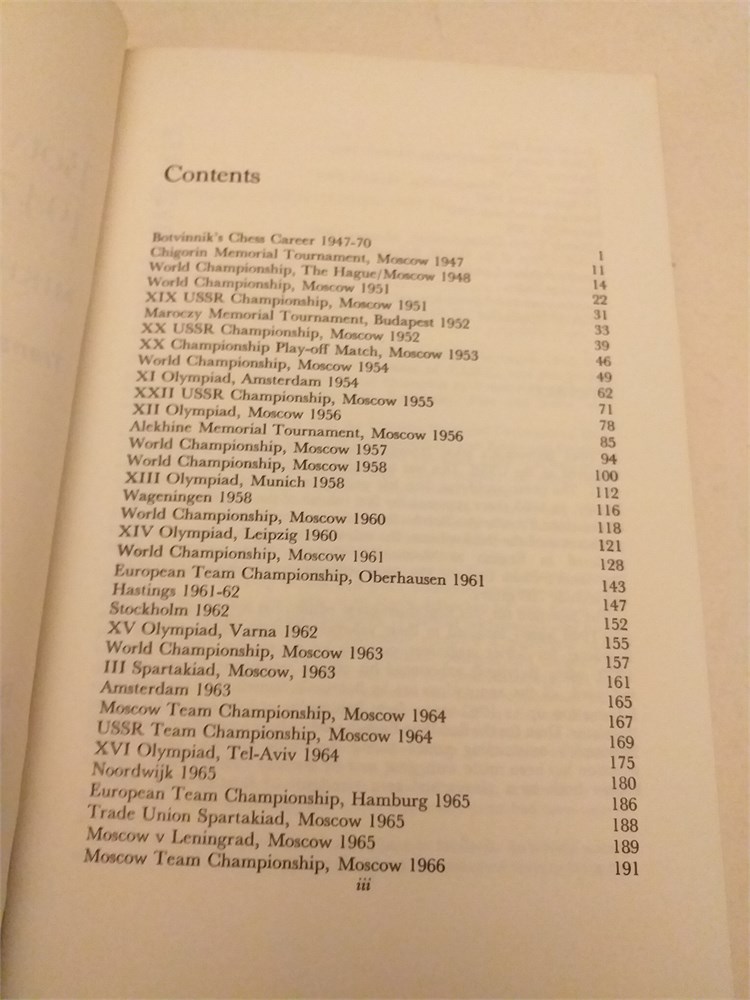 Contents
Botvinnik's Chess Career 1947-70 1
Chigorin Memorial Tournament, Moscow 1947 11
World Championship, The Hague/Moscow 1948 14
World Championship, Moscow 1951 22
XIX USSR Championship, Moscow 1951 31
Maroczy Memorial Tournament, Budapest 1952 33
XX USSR Championship, Moscow 1952 39
XX Championship Play-off Match, Moscow 1953 46
World Championship, Moscow 1954 49
XI Olympiad, Amsterdam 1954 62
XXII USSR Championship, Moscow 1955 71
XII Olympiad, Moscow 1956 78
Alekhine Memorial Tournament, Moscow 1956 85
World Championship, Moscow 1957 94
World Championship, Moscow 1958 100
XIII Olympiad, Munich 1958 112
Wageningen 1958 116
World Championship, Moscow 1960 118
XIV Olympiad, Leipzig 1960 121
World Championship, Moscow 1961 128
European Team Championship, Oberhausen 1961 143
Hastings 1961-62 147
Stockholm 1962 152
XV Olympiad, Varna 1962 155
World Championship, Moscow 1963 157
III Spartakiad, Moscow, 1963 161
Amsterdam 1963 165
Moscow Team Championship, Moscow 1964 167
USSR Team Championship, Moscow 1964 169
XVI Olympiad, Tel-Aviv 1964 175
Noordwijk 1965 180
European Team Championship, Hamburg 1965 186
Trade Union Spartakiad, Moscow 1965 188
Moscow v Leningrad, Moscow 1965 189
Moscow Team Championship, Moscow 1966 191
iii